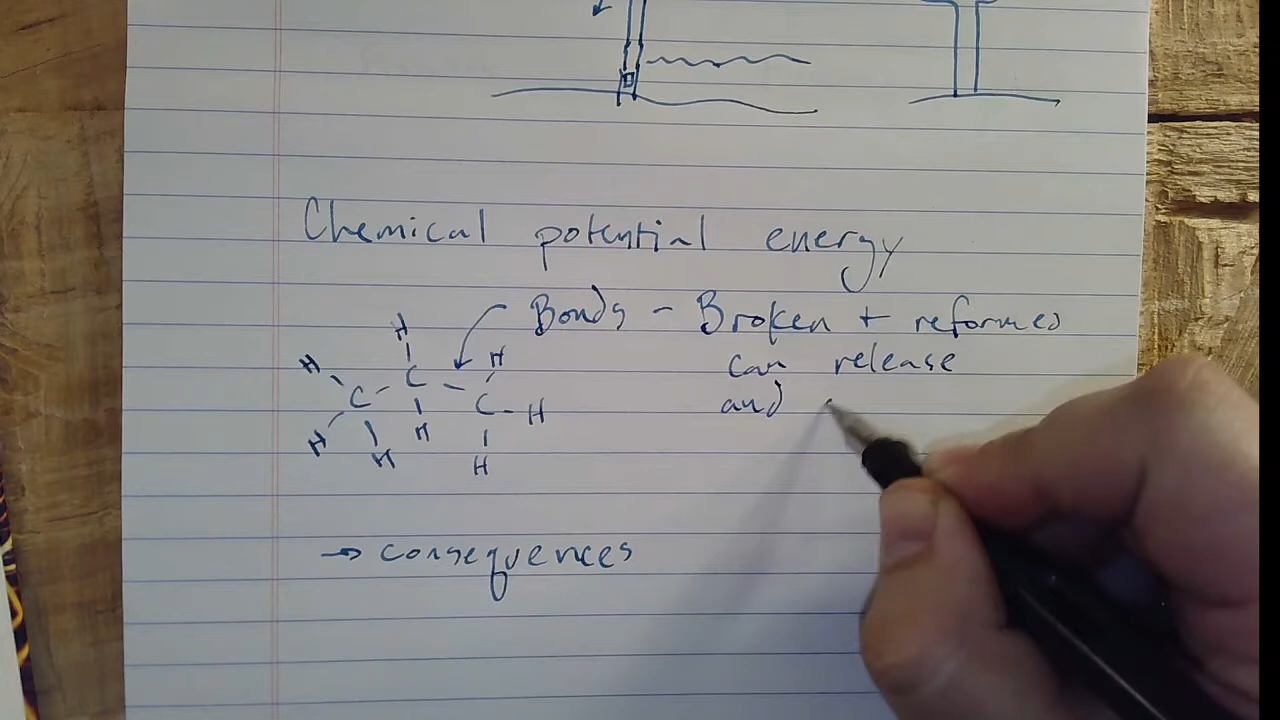 Chemical potential energy
Bonds - Broken + reformed
can release
and
H
H
H
C
C
C - H
H
H
H
H
→ consequences